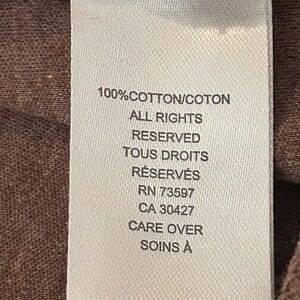 100%COTTON/COTON
ALL RIGHTS
RESERVED
TOUS DROITS
RÉSERVÉS
RN 73597
CA 30427
CARE OVER
SOINS À